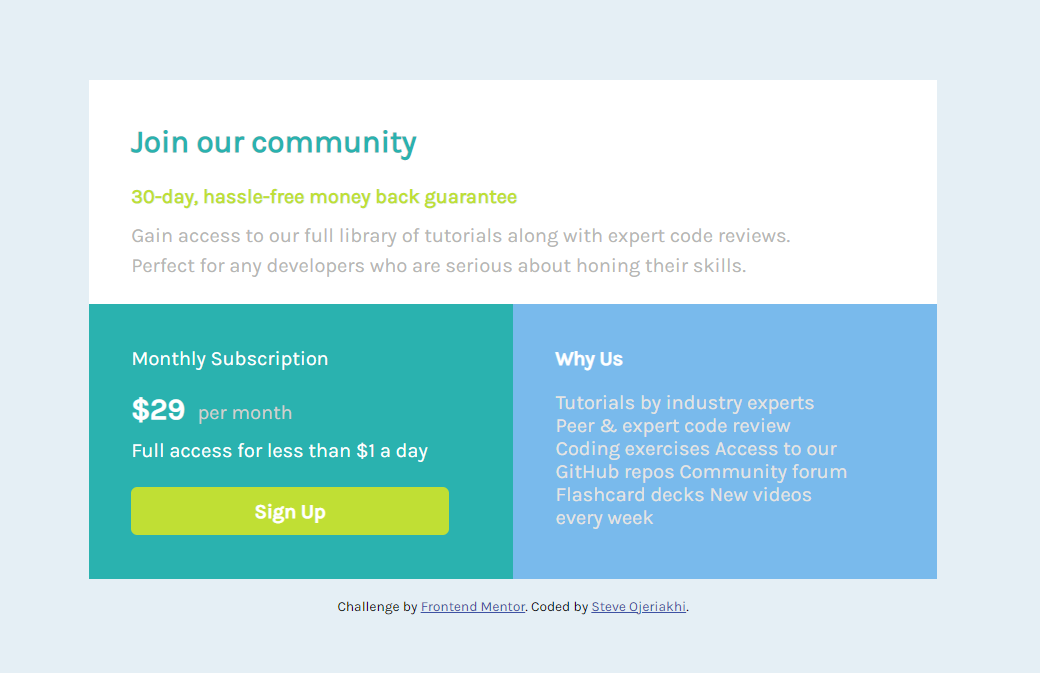 Join our community
30-day, hassle-free money back guarantee
Gain access to our full library of tutorials along with expert code reviews.
Perfect for any developers who are serious about honing their skills.
Monthly Subscription
$29 per month
Full access for less than $1 a day
Sign Up
Why Us
Tutorials by industry experts
Peer & expert code review
Coding exercises Access to our
GitHub repos Community forum
Flashcard decks New videos
every week
Challenge by Frontend Mentor. Coded by Steve Ojeriakhi.